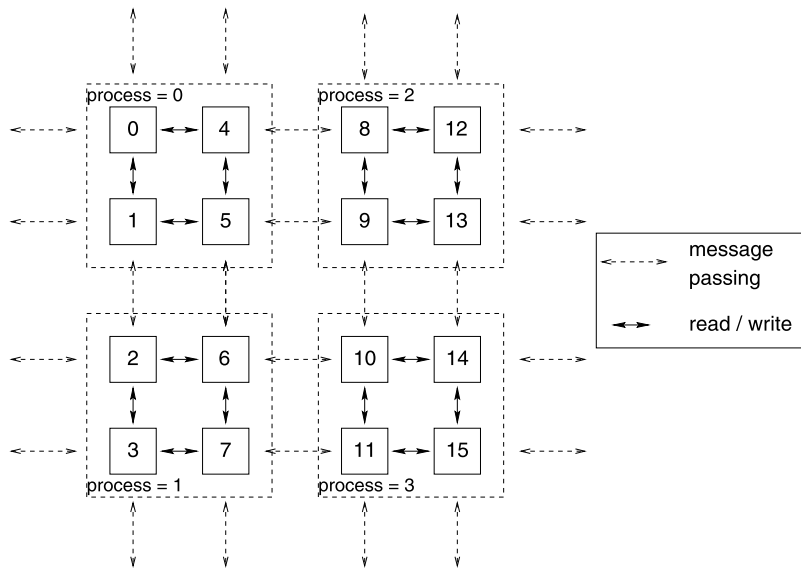 process = 0
process = 2
0 4 8 12
1 5 9 13
message
passing
read / write
2 6 10 14
3 7 11 15
process = 1
process = 3